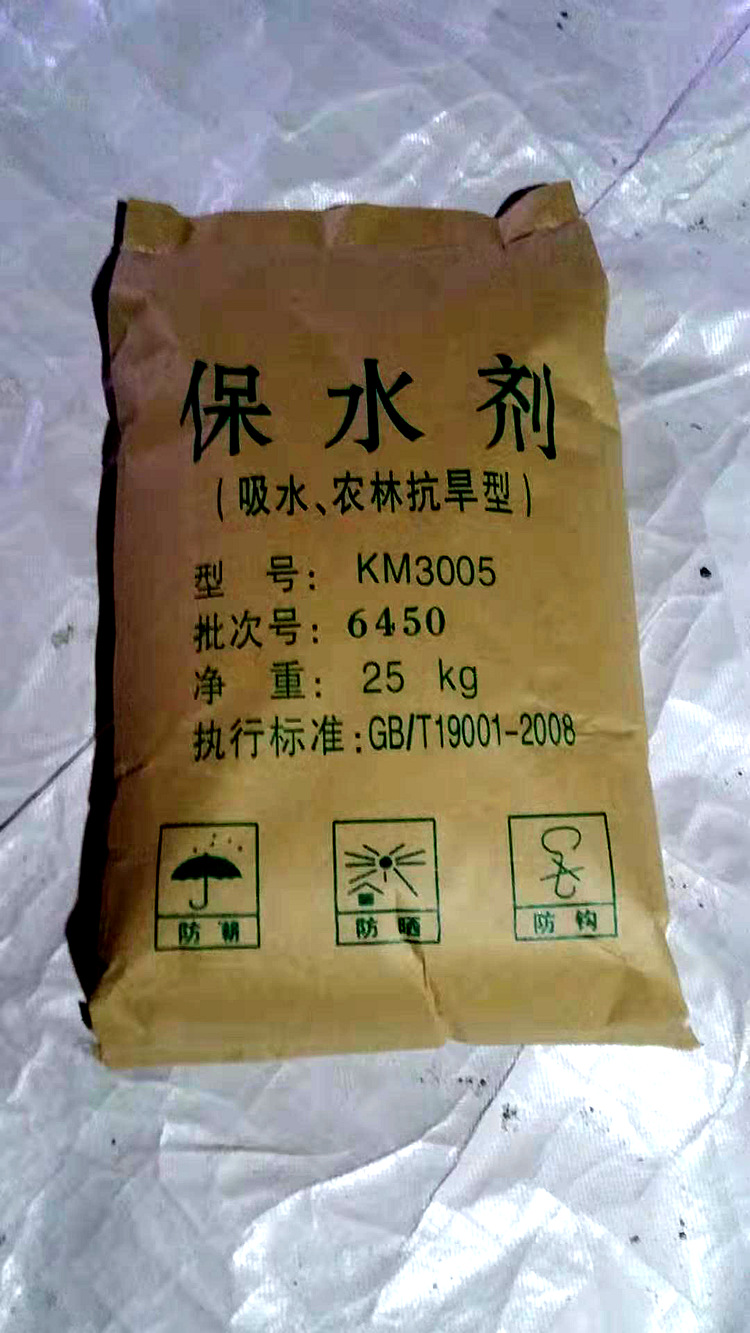 保水剂
(吸水、农林抗旱型)
型 号: KM3005
批次号: 6450
净 重: 25 kg
执行标准:GB/T19001-2008
防潮 防晒 防钩